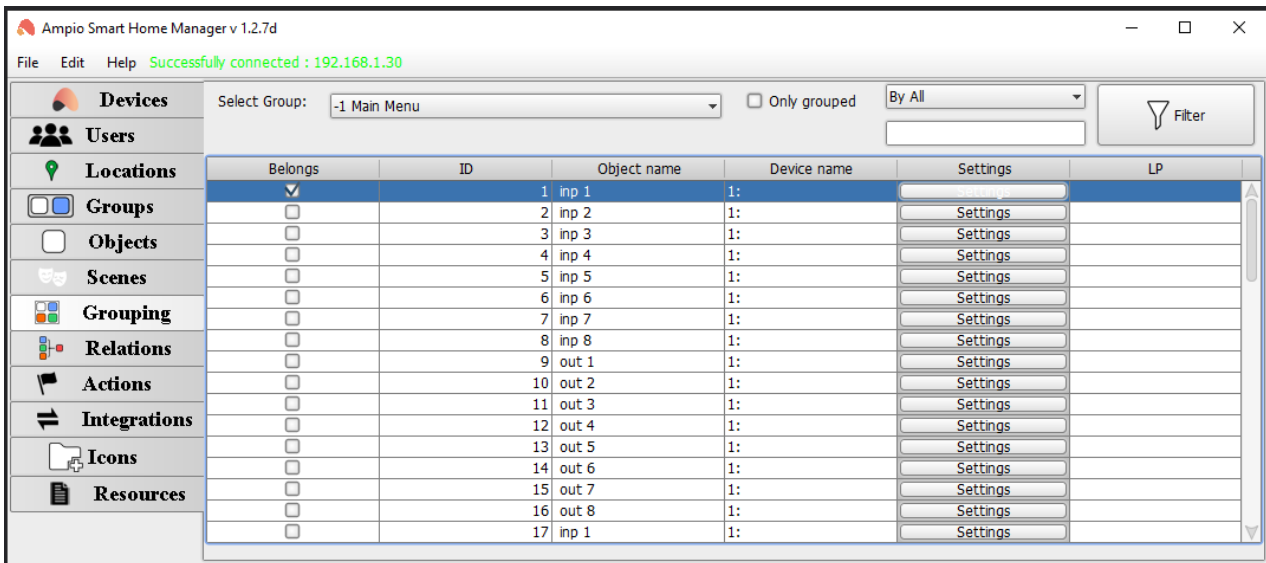 Ampio Smart Home Manager v 1.2.7d
File Edit Help Successfully connected : 192.168.1.30
Devices
Users
Locations
Groups
Objects
Scenes
Grouping
Relations
Actions
Integrations
Icons
Resources
Select Group: -1 Main Menu Only grouped By All Filter
Belongs ID Object name Device name Settings LP
1 inp 1 1: Settings
2 inp 2 1: Settings
3 inp 3 1: Settings
4 inp 4 1: Settings
5 inp 5 1: Settings
6 inp 6 1: Settings
7 inp 7 1: Settings
8 inp 8 1: Settings
9 out 1 1: Settings
10 out 2 1: Settings
11 out 3 1: Settings
12 out 4 1: Settings
13 out 5 1: Settings
14 out 6 1: Settings
15 out 7 1: Settings
16 out 8 1: Settings
17 inp 1 1: Settings